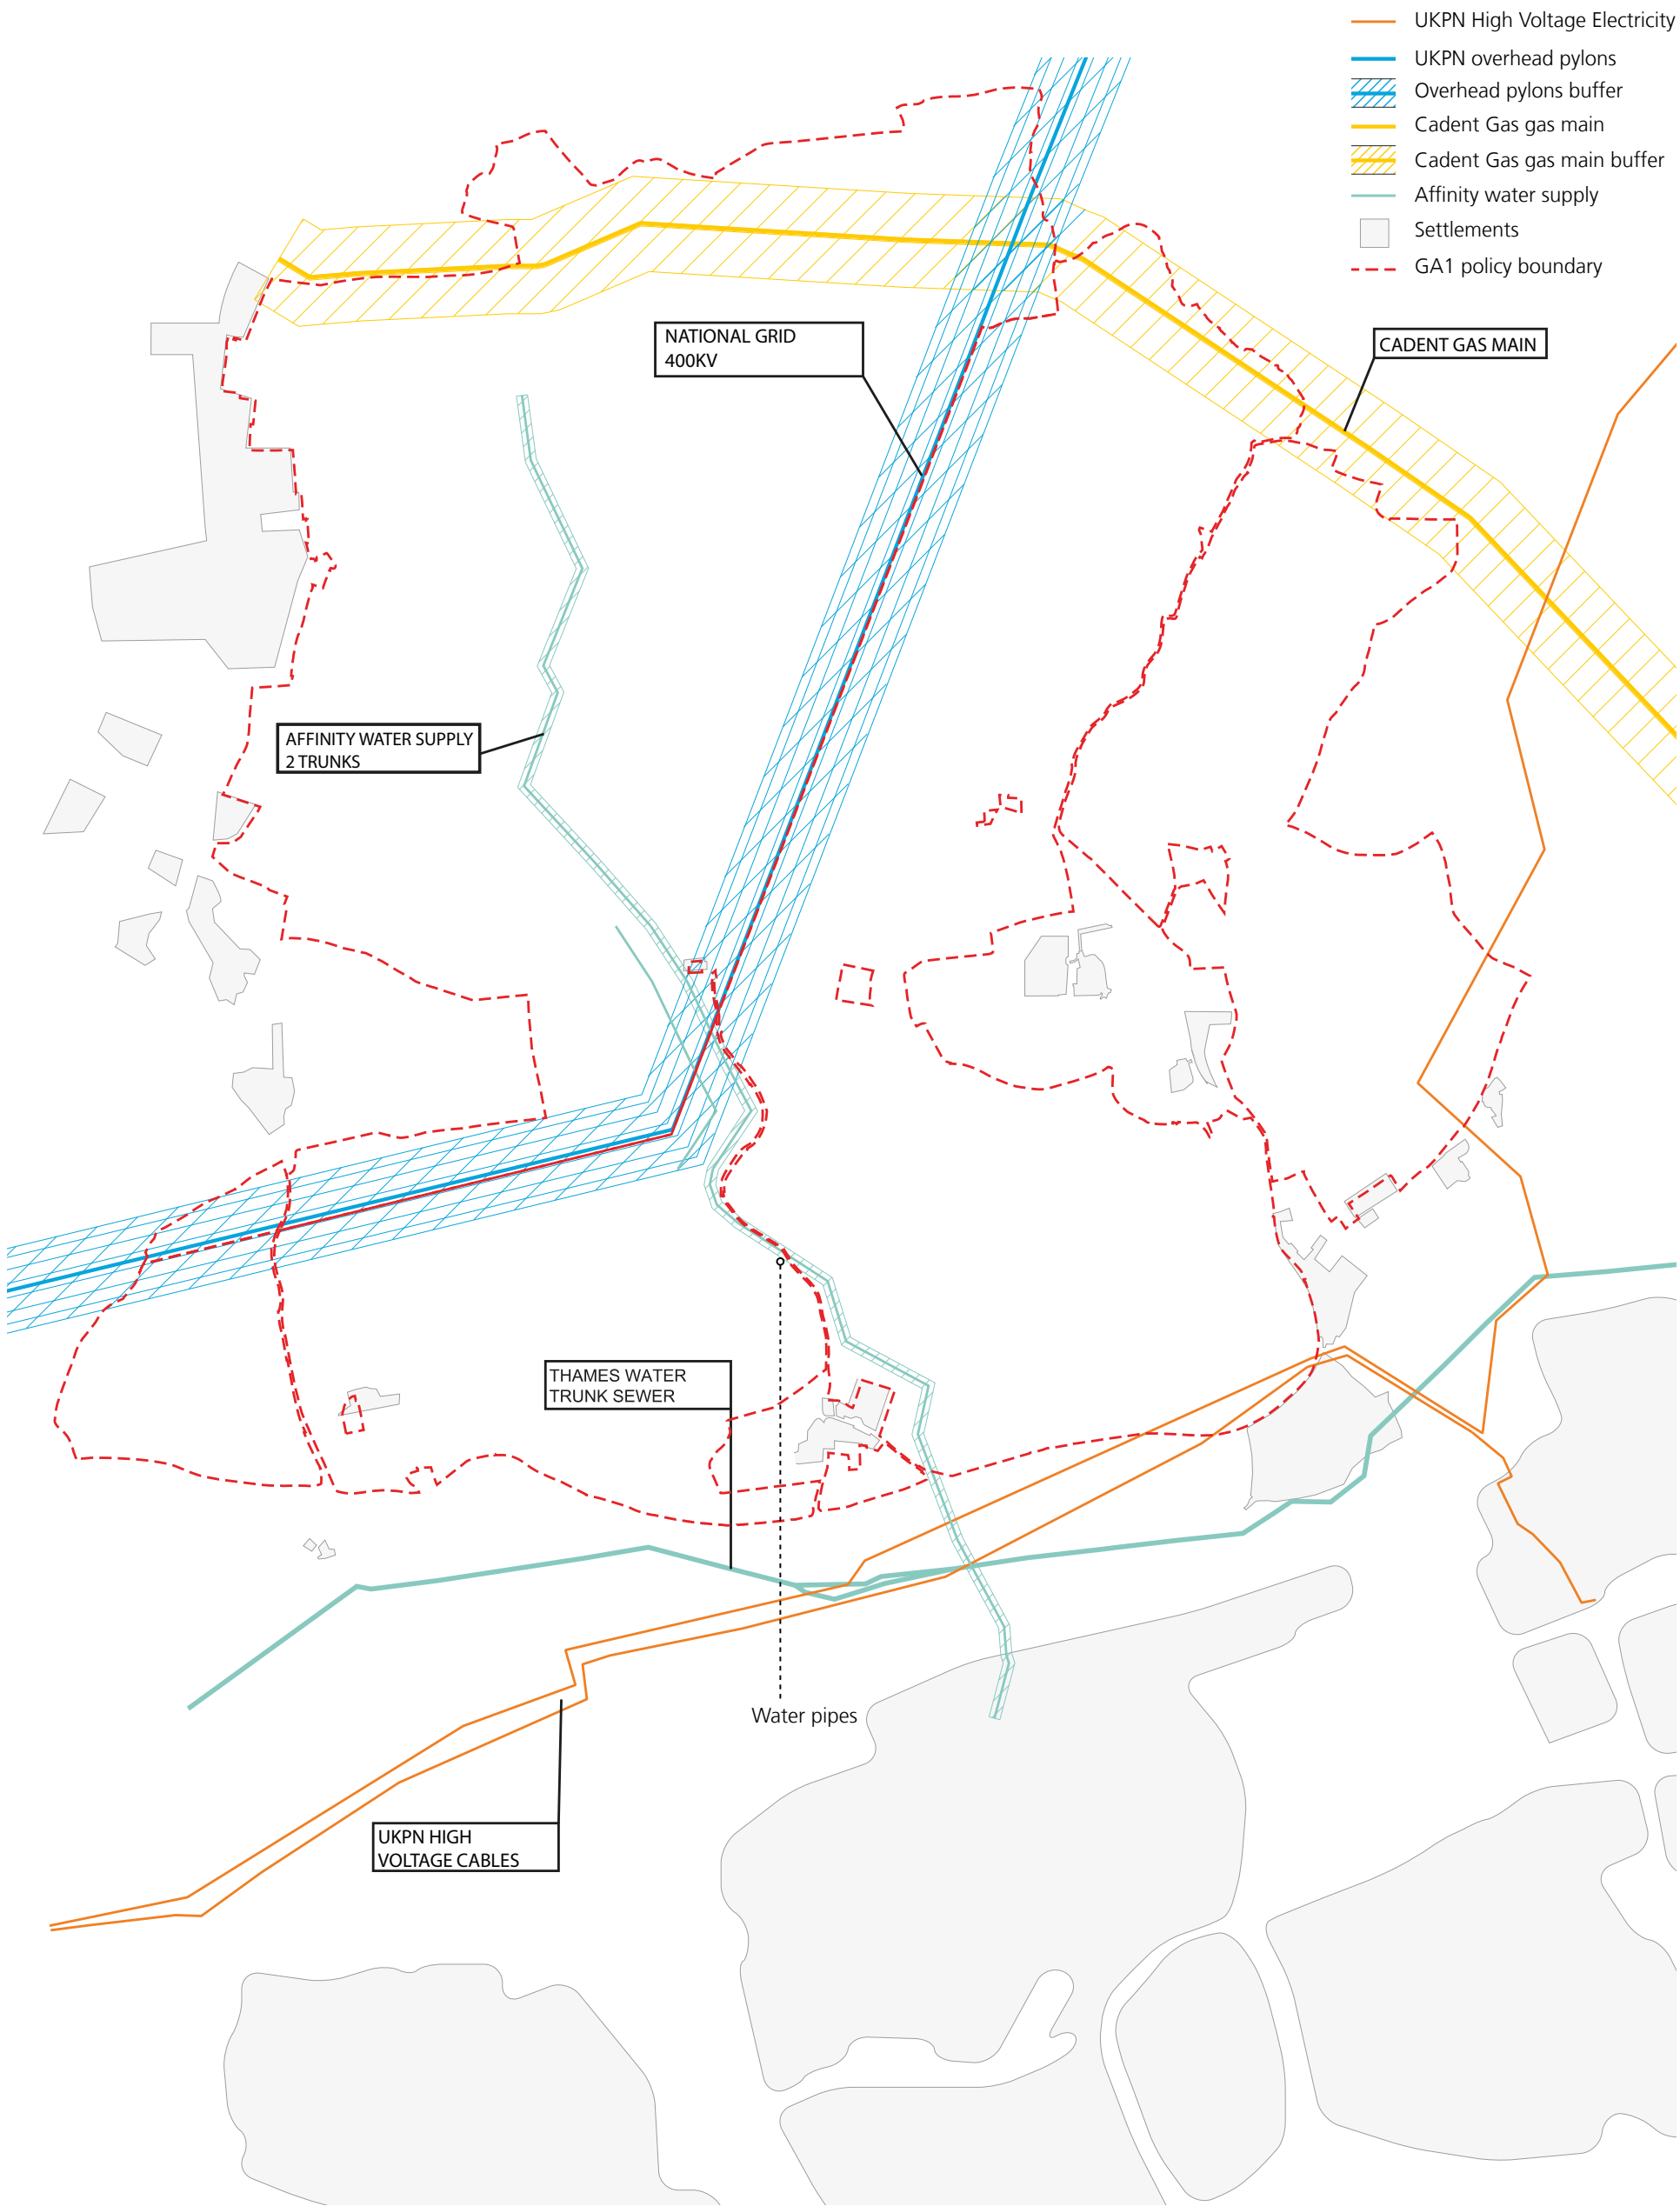 UKPN High Voltage Electricity
UKPN overhead pylons
Overhead pylons buffer
Cadent Gas gas main
Cadent Gas gas main buffer
Affinity water supply
Settlements
GA1 policy boundary
NATIONAL GRID
400KV
CADENT GAS MAIN
AFFINITY WATER SUPPLY
2 TRUNKS
THAMES WATER
TRUNK SEWER
Water pipes
UKPN HIGH
VOLTAGE CABLES